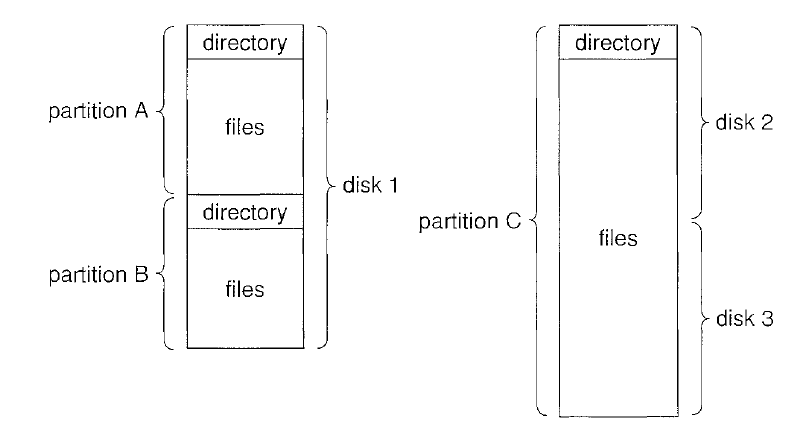 directory
partition A
files
disk 1
directory
partition B
files
directory
disk 2
partition C
files
disk 3